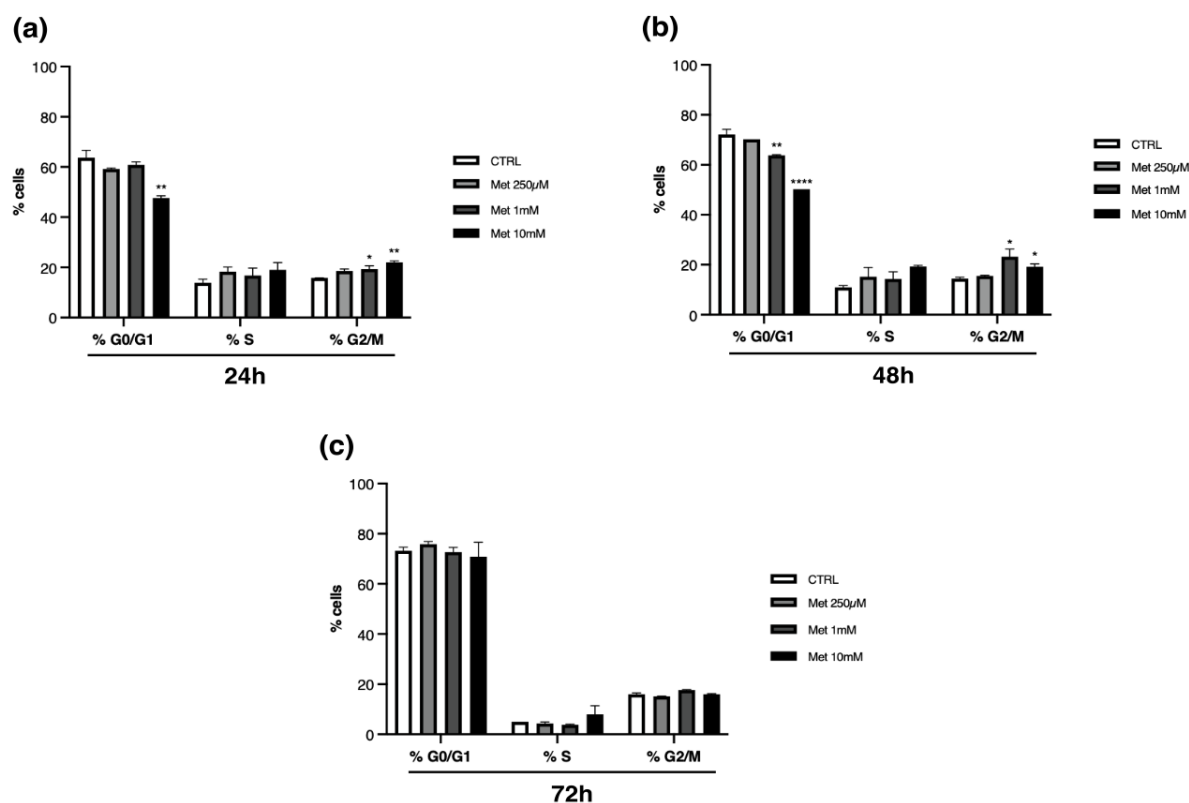 (a)
100
80
60
40
20
0
% cells
**
*
**
% G0/G1
% S
% G2/M
24h
CTRL
Met 250µM
Met 1mM
Met 10mM
(b)
100
80
60
40
20
0
% cells
**
****
*
*
% G0/G1
% S
% G2/M
48h
CTRL
Met 250µM
Met 1mM
Met 10mM
(c)
100
80
60
40
20
0
% cells
% G0/G1
% S
% G2/M
72h
CTRL
Met 250µM
Met 1mM
Met 10mM